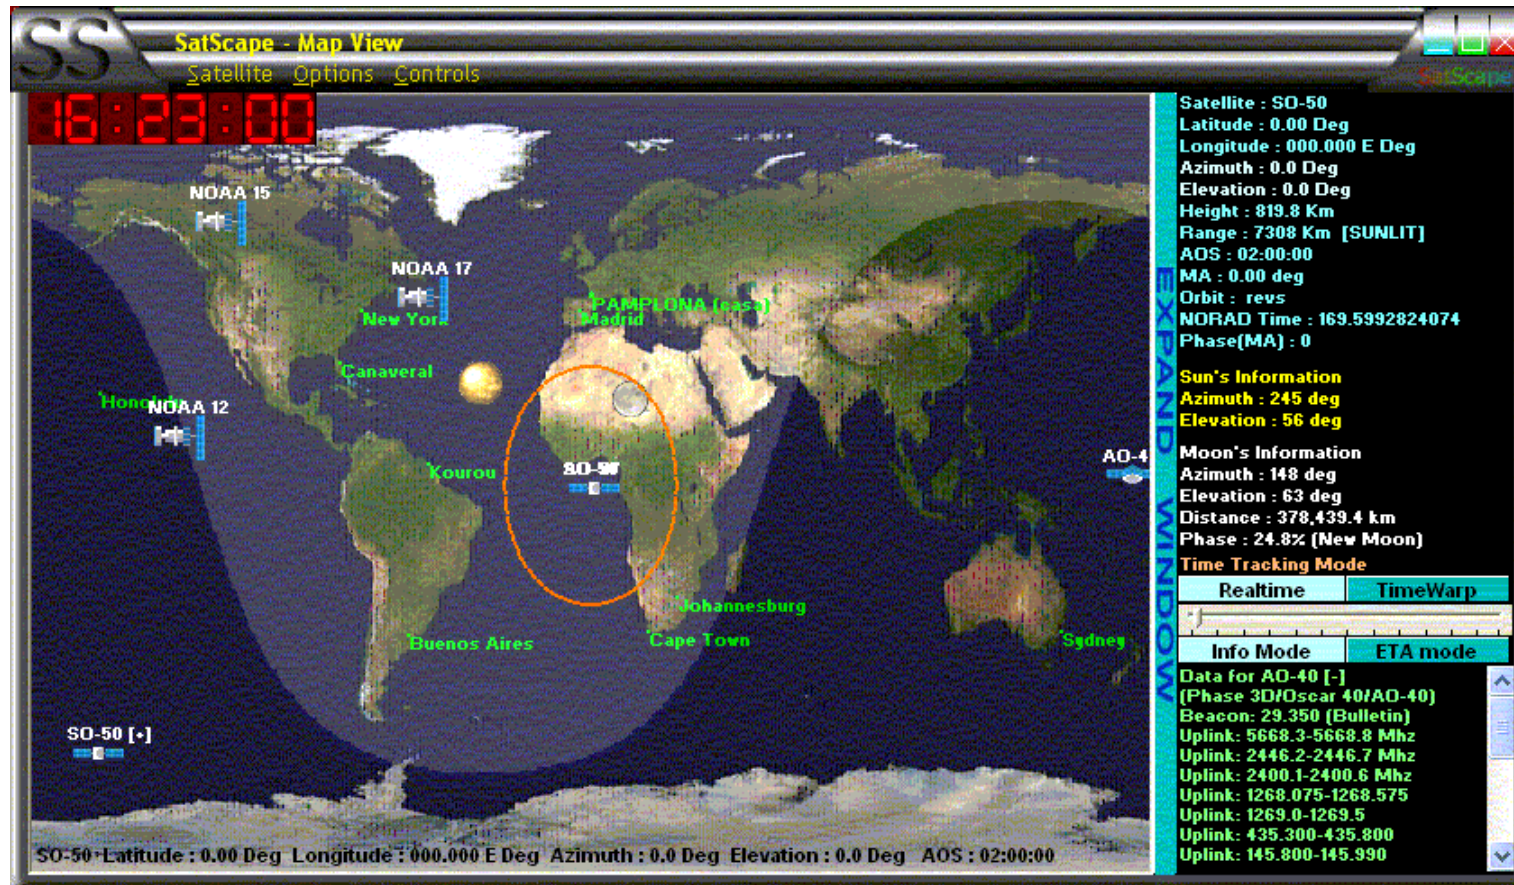 SS
SatScape - Map View
Satellite Options Controls
SatScape
16:23:00
NOAA 15
NOAA 17
New York
PAMPLONA (casa)
Madrid
Canaveral
Honolulu
NOAA 12
Kourou
AO-4
Johannesburg
Buenos Aires
Cape Town
Sydney
SO-50 [+]
SO-50+Latitude : 0.00 Deg Longitude : 000.000 E Deg Azimuth : 0.0 Deg Elevation : 0.0 Deg AOS : 02:00:00
EXPAND WINDOW
Satellite : SO-50
Latitude : 0.00 Deg
Longitude : 000.000 E Deg
Azimuth : 0.0 Deg
Elevation : 0.0 Deg
Height : 819.8 Km
Range : 7308 Km [SUNLIT]
AOS : 02:00:00
MA : 0.00 deg
Orbit : revs
NORAD Time : 169.5992824074
Phase(MA) : 0
Sun's Information
Azimuth : 245 deg
Elevation : 56 deg
Moon's Information
Azimuth : 148 deg
Elevation : 63 deg
Distance : 378,439.4 km
Phase : 24.8% (New Moon)
Time Tracking Mode
Realtime TimeWarp
Info Mode ETA mode
Data for AO-40 [-]
(Phase 3D/Oscar 40/AO-40)
Beacon: 29.350 (Bulletin)
Uplink: 5668.3-5668.8 Mhz
Uplink: 2446.2-2446.7 Mhz
Uplink: 2400.1-2400.6 Mhz
Uplink: 1268.075-1268.575
Uplink: 1269.0-1269.5
Uplink: 435.300-435.800
Uplink: 145.800-145.990